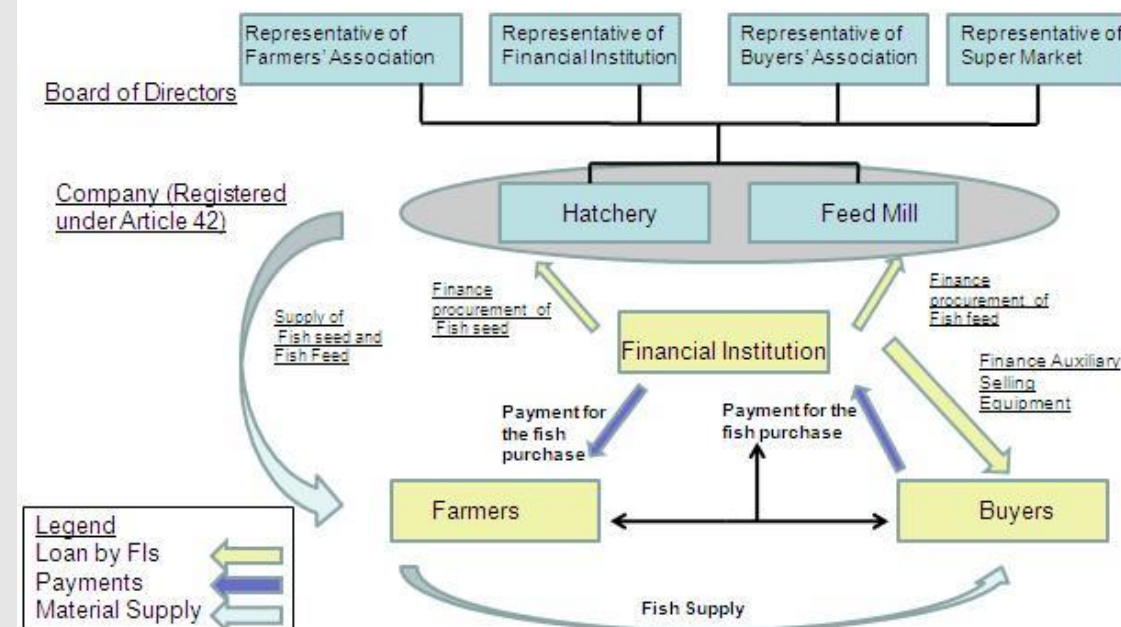 Representative of
Farmers' Association
Representative of
Financial Institution
Representative of
Buyers' Association
Representative of
Super Market
Board of Directors
Company (Registered
under Article 42)
Hatchery
Feed Mill
Supply of
Fish seed and
Fish Feed
Finance
procurement of
Fish seed
Finance
procurement of
Fish feed
Financial Institution
Finance Auxiliary
Selling
Equipment
Payment for
the fish
purchase
Payment for the
fish purchase
Farmers
Buyers
Legend
Loan by FIs
Payments
Material Supply
Fish Supply